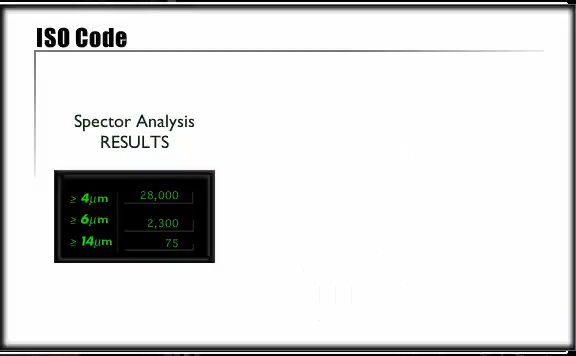 ISO Code
Spector Analysis
RESULTS
≥ 4μm 28,000
≥ 6μm 2,300
≥ 14μm 75